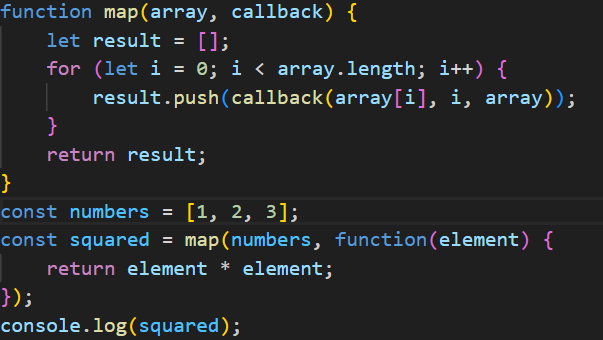 function map(array, callback) {
    let result = [];
    for (let i = 0; i < array.length; i++) {
        result.push(callback(array[i], i, array));
    }
    return result;
}
const numbers = [1, 2, 3];
const squared = map(numbers, function(element) {
    return element * element;
});
console.log(squared);